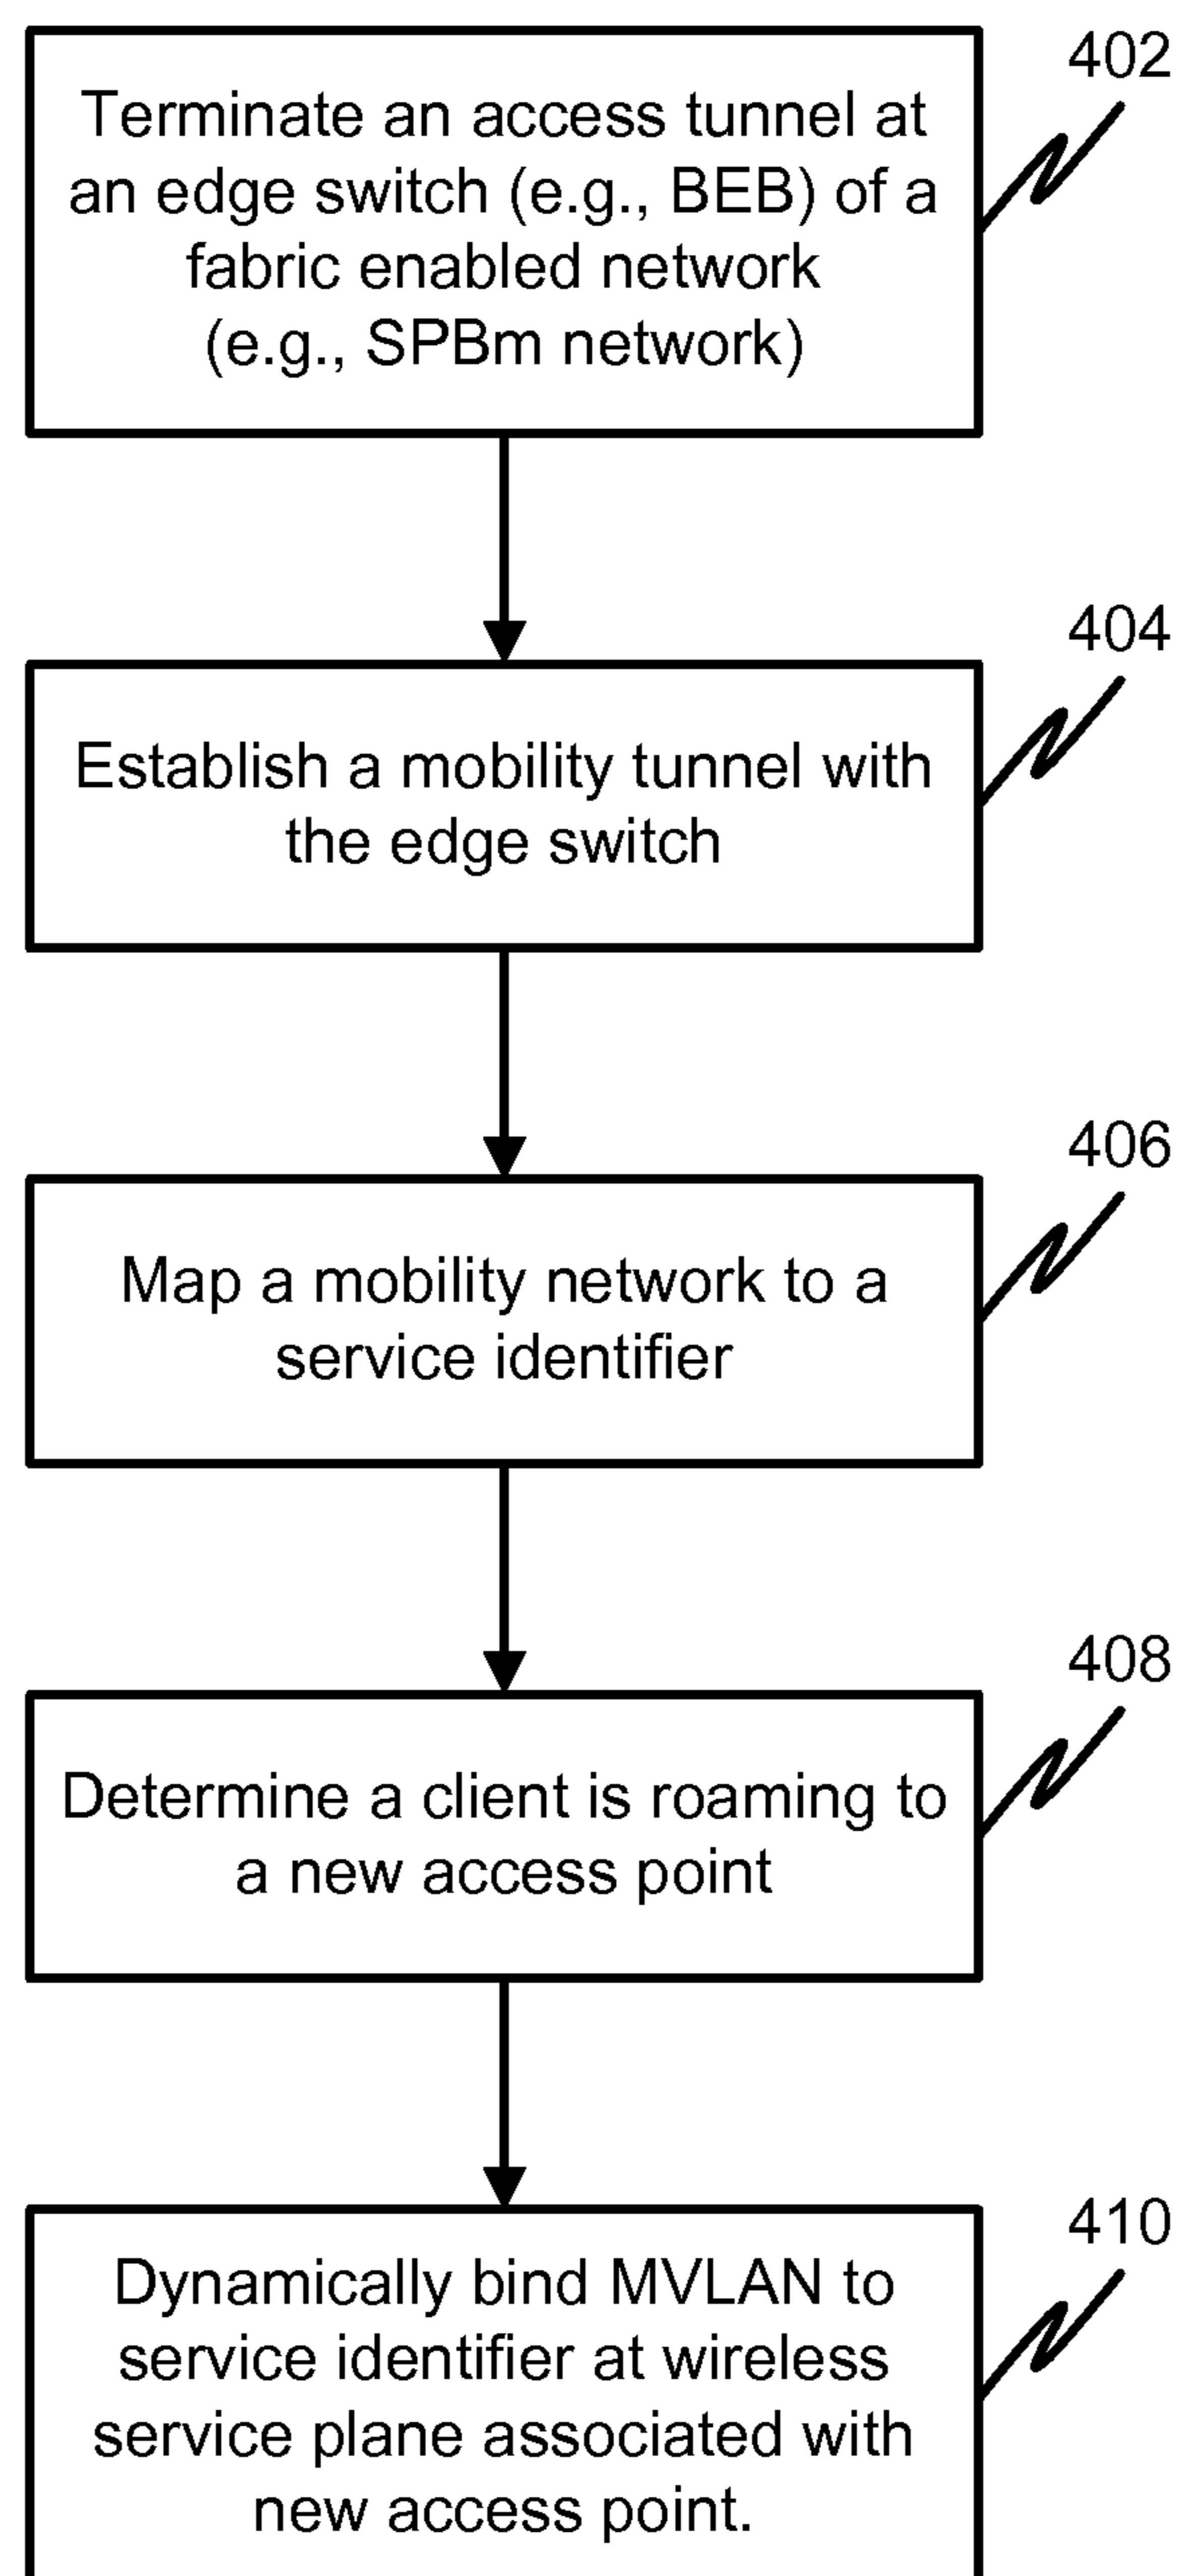 402
Terminate an access tunnel at
an edge switch (e.g., BEB) of a
fabric enabled network
(e.g., SPBm network)
404
Establish a mobility tunnel with
the edge switch
406
Map a mobility network to a
service identifier
408
Determine a client is roaming to
a new access point
410
Dynamically bind MVLAN to
service identifier at wireless
service plane associated with
new access point.